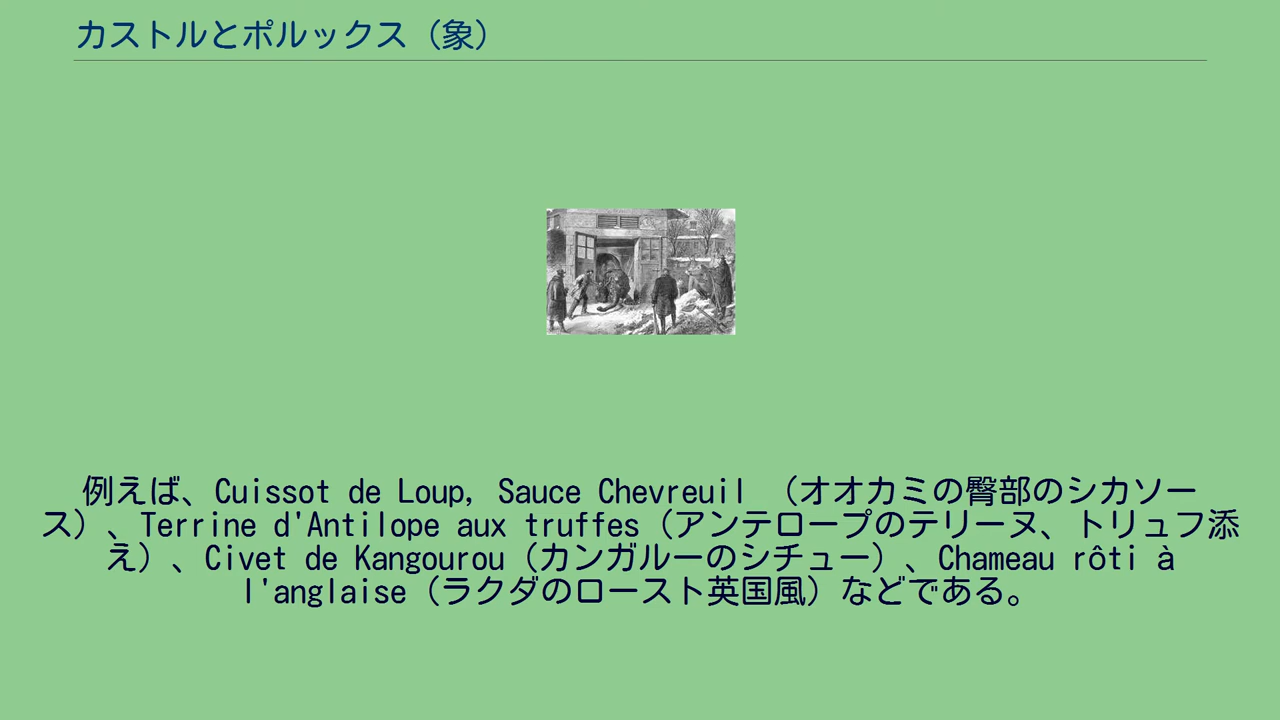 カストルとポルックス（象）
例えば、Cuissot de Loup, Sauce Chevreuil （オオカミの臀部のシカソー
ス）、Terrine d'Antilope aux truffes（アンテロープのテリーヌ、トリュフ添
え）、Civet de Kangourou（カンガルーのシチュー）、Chameau rôti à
l'anglaise（ラクダのロースト英国風）などである。